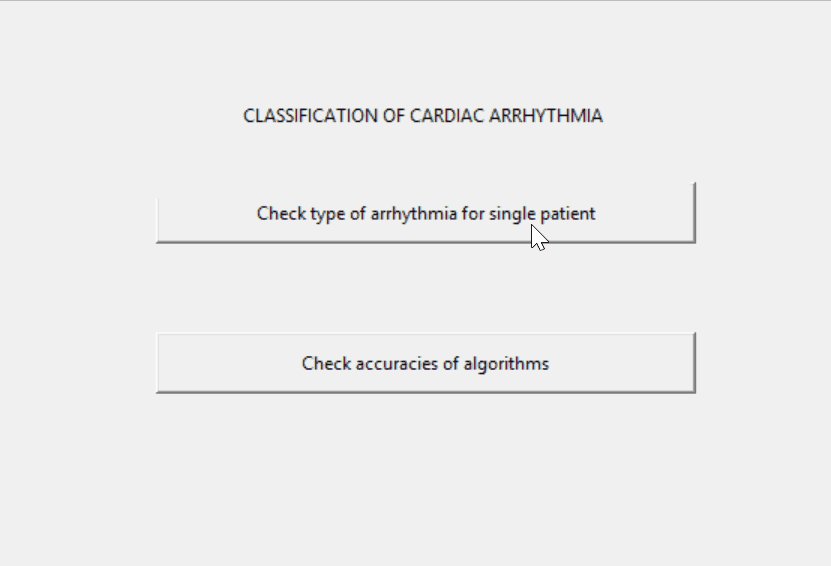 CLASSIFICATION OF CARDIAC ARRHYTHMIA
Check type of arrhythmia for single patient
Check accuracies of algorithms